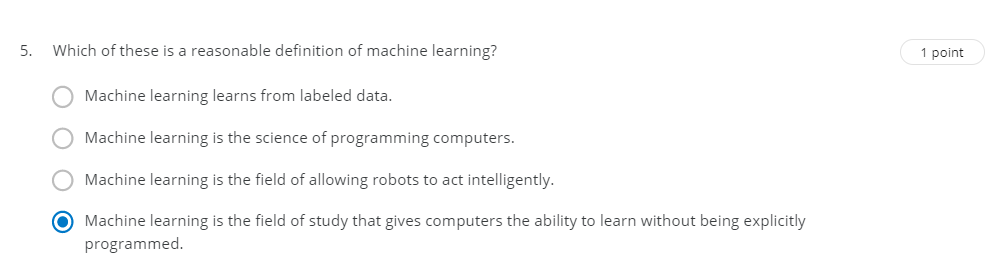 5. Which of these is a reasonable definition of machine learning?
1 point
Machine learning learns from labeled data.
Machine learning is the science of programming computers.
Machine learning is the field of allowing robots to act intelligently.
Machine learning is the field of study that gives computers the ability to learn without being explicitly
programmed.